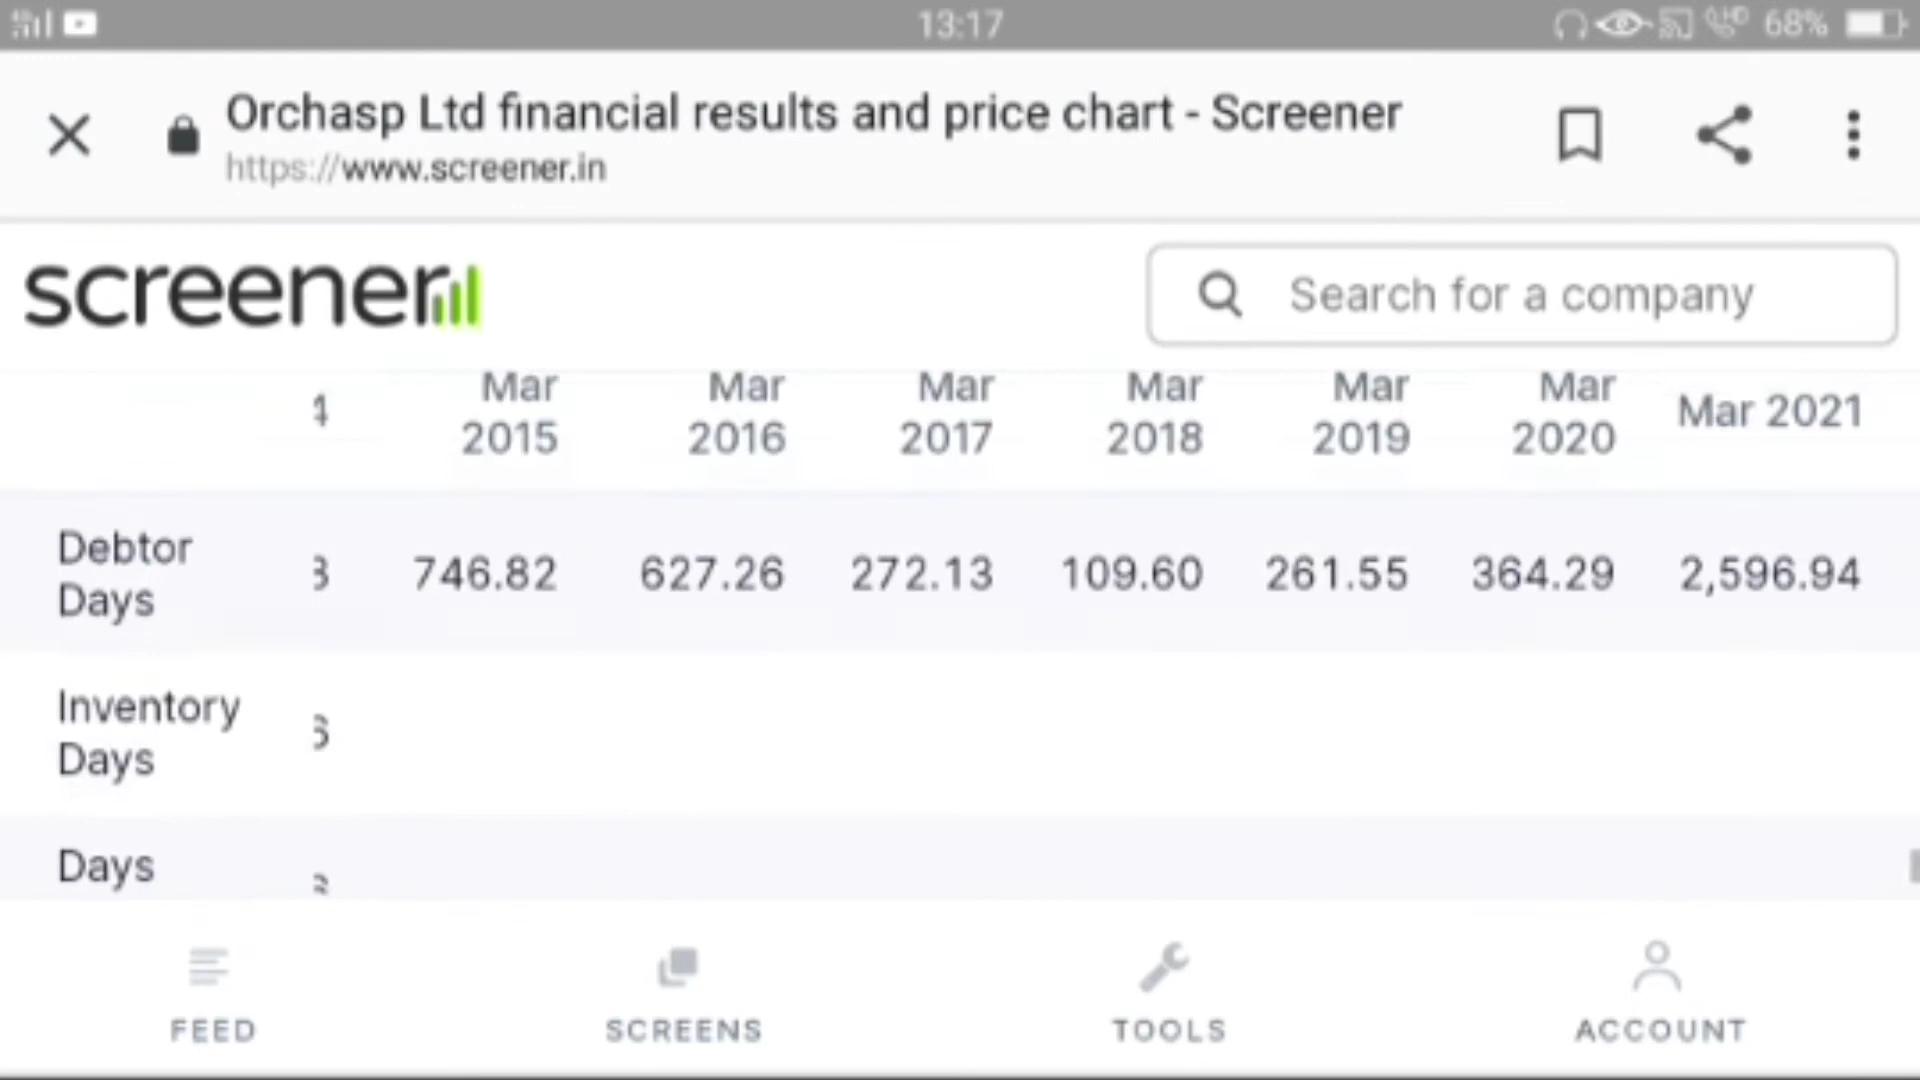 13:17 68%
Orchasp Ltd financial results and price chart - Screener
https://www.screener.in
screener
Search for a company
4 Mar 2015 Mar 2016 Mar 2017 Mar 2018 Mar 2019 Mar 2020 Mar 2021
Debtor Days 746.82 627.26 272.13 109.60 261.55 364.29 2,596.94
Inventory Days
Days
FEED SCREENS TOOLS ACCOUNT